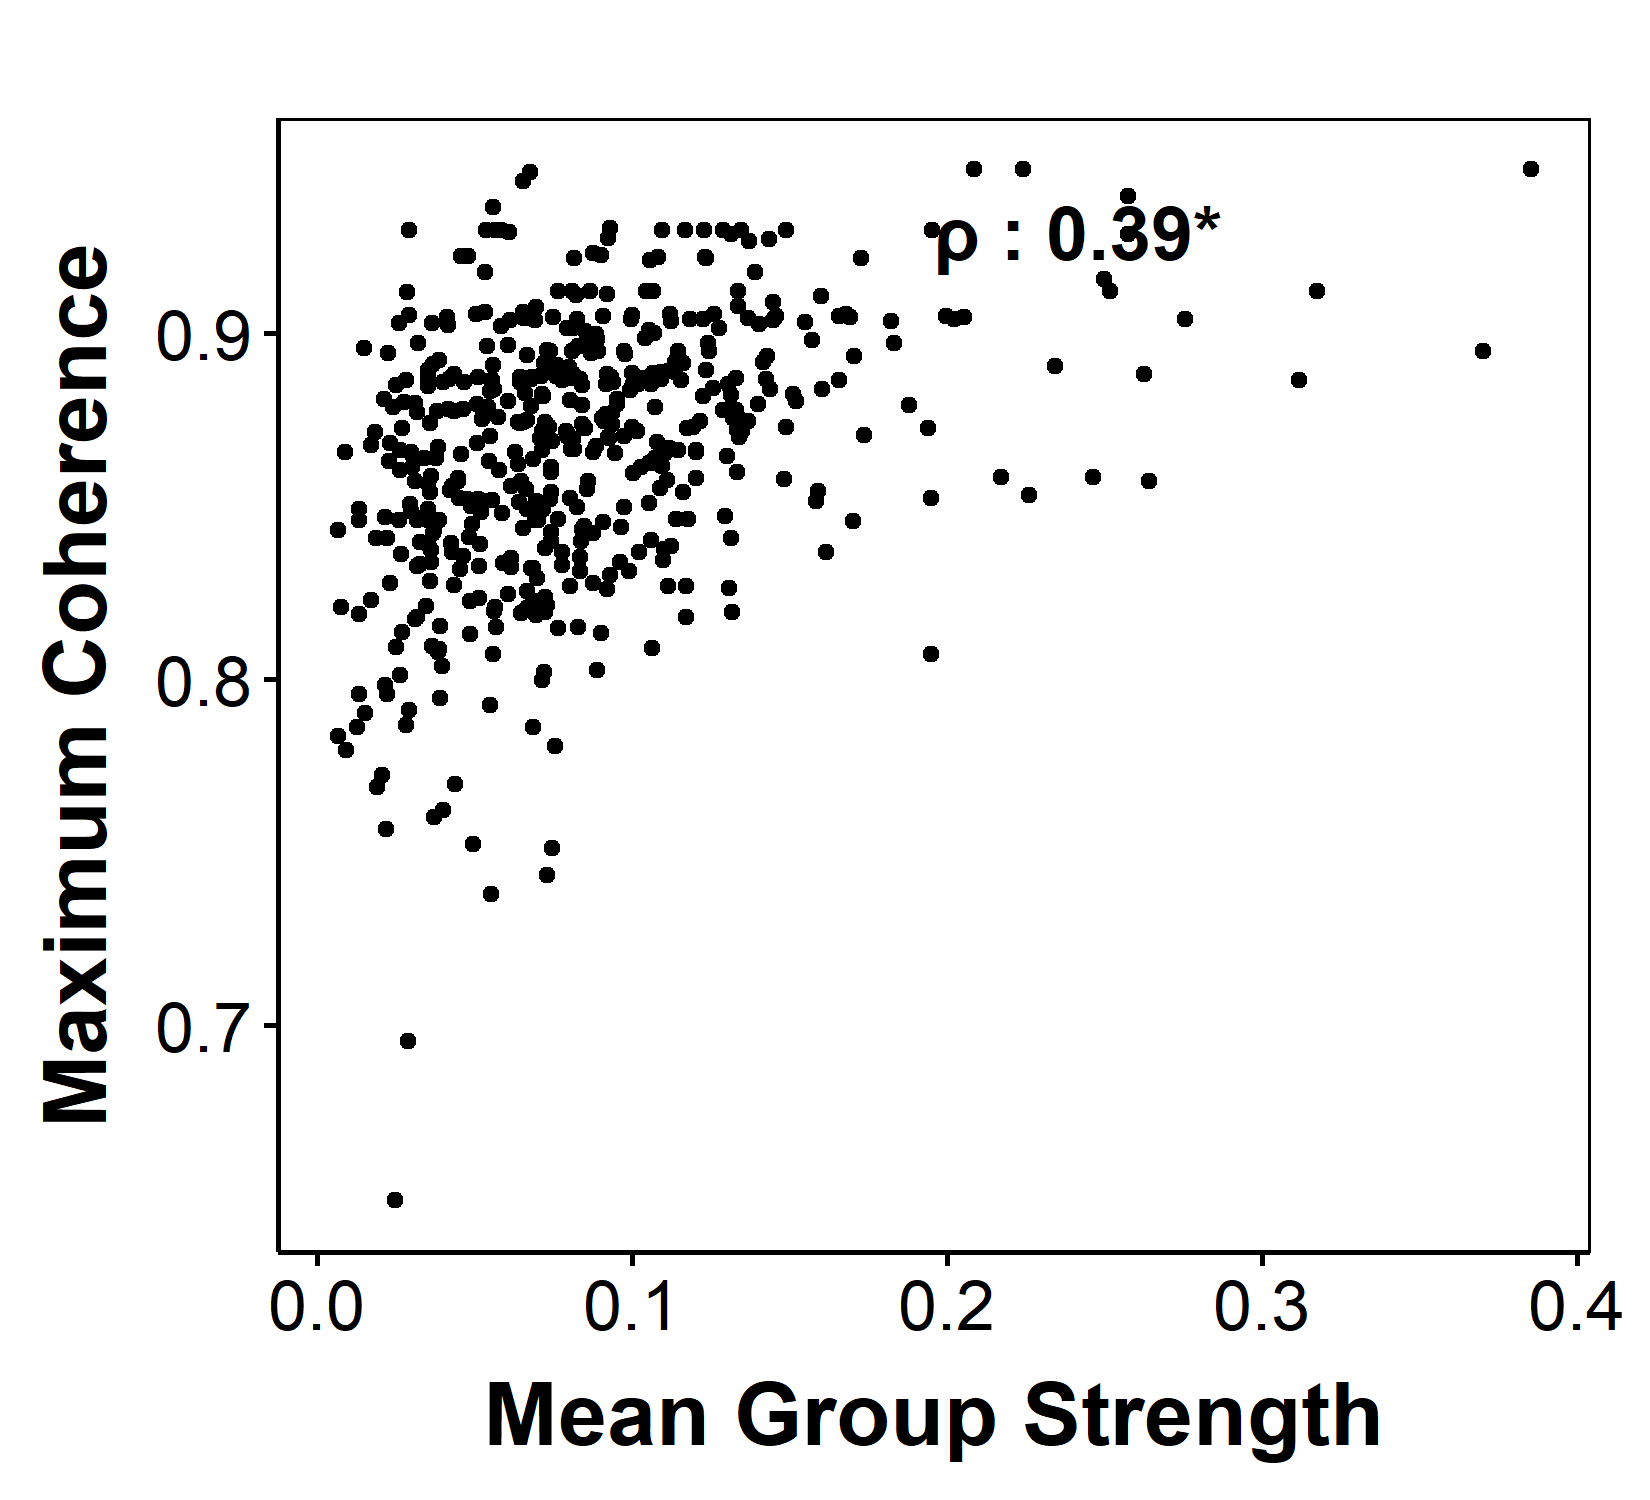 ρ : 0.39*
Maximum Coherence
0.9
0.8
0.7
0.0 0.1 0.2 0.3 0.4
Mean Group Strength